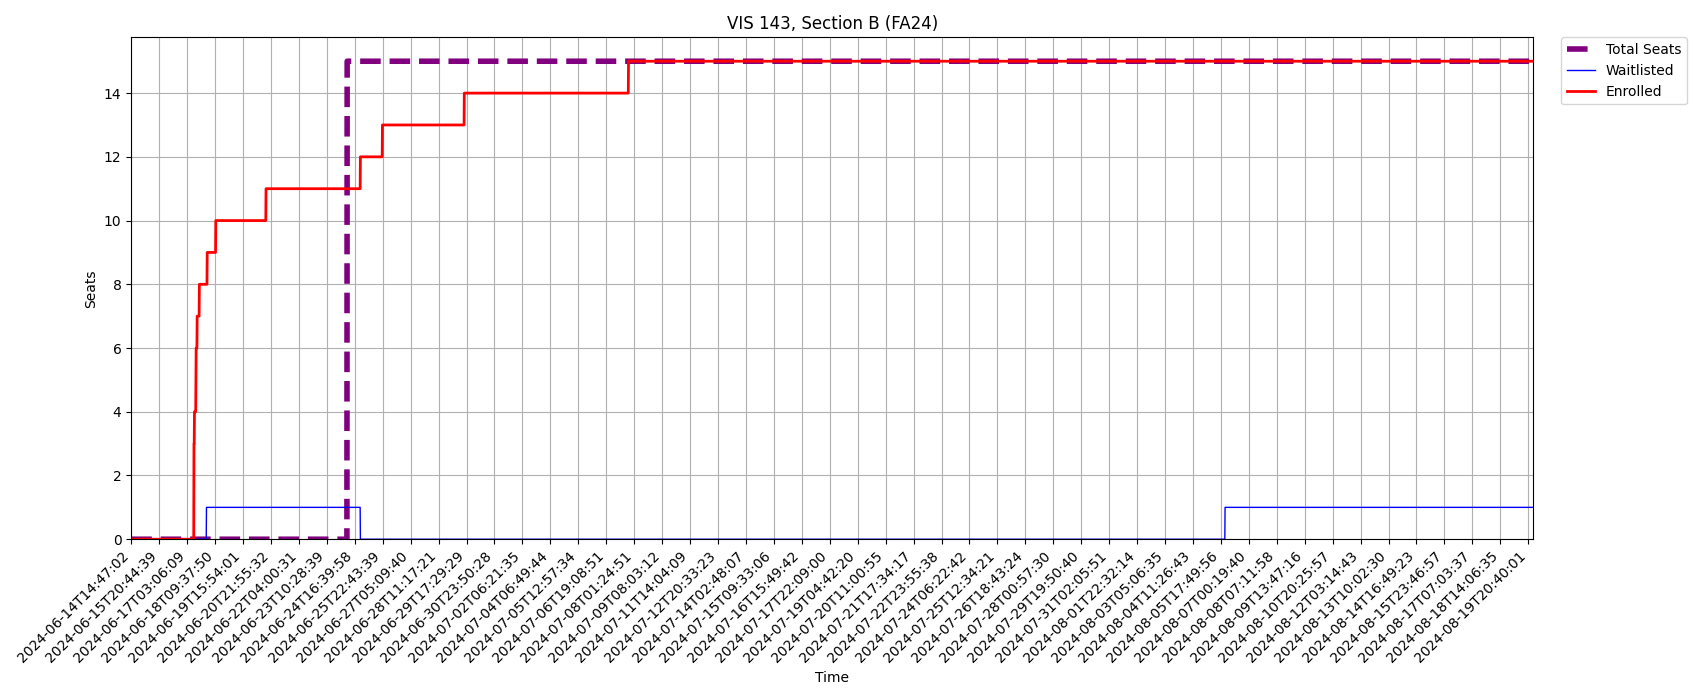 VIS 143, Section B (FA24)
Total Seats
Waitlisted
Enrolled
Seats
14
12
10
8
6
4
2
0
2024-06-14T14:47:02
2024-06-15T20:44:39
2024-06-17T03:06:09
2024-06-18T09:37:50
2024-06-19T15:54:01
2024-06-20T21:55:32
2024-06-22T04:00:31
2024-06-23T10:28:39
2024-06-24T16:39:58
2024-06-25T22:43:39
2024-06-27T05:09:40
2024-06-28T11:17:21
2024-06-29T17:29:29
2024-06-30T23:50:28
2024-07-02T06:21:35
2024-07-04T06:49:44
2024-07-05T12:57:34
2024-07-06T19:08:51
2024-07-08T01:24:51
2024-07-09T08:03:12
2024-07-11T14:04:09
2024-07-12T20:33:23
2024-07-14T02:48:07
2024-07-15T09:33:06
2024-07-16T15:49:42
2024-07-17T22:09:00
2024-07-19T04:42:20
2024-07-20T11:00:55
2024-07-21T17:34:17
2024-07-22T23:55:38
2024-07-24T06:22:42
2024-07-25T12:34:21
2024-07-26T18:43:24
2024-07-28T00:57:30
2024-07-29T19:50:40
2024-07-31T02:05:51
2024-08-01T22:32:14
2024-08-03T05:06:35
2024-08-04T11:26:43
2024-08-05T17:49:56
2024-08-07T00:19:40
2024-08-08T07:11:58
2024-08-09T13:47:16
2024-08-10T20:25:57
2024-08-12T03:14:43
2024-08-13T10:02:30
2024-08-14T16:49:23
2024-08-15T23:46:57
2024-08-17T07:03:37
2024-08-18T14:06:35
2024-08-19T20:40:01
Time